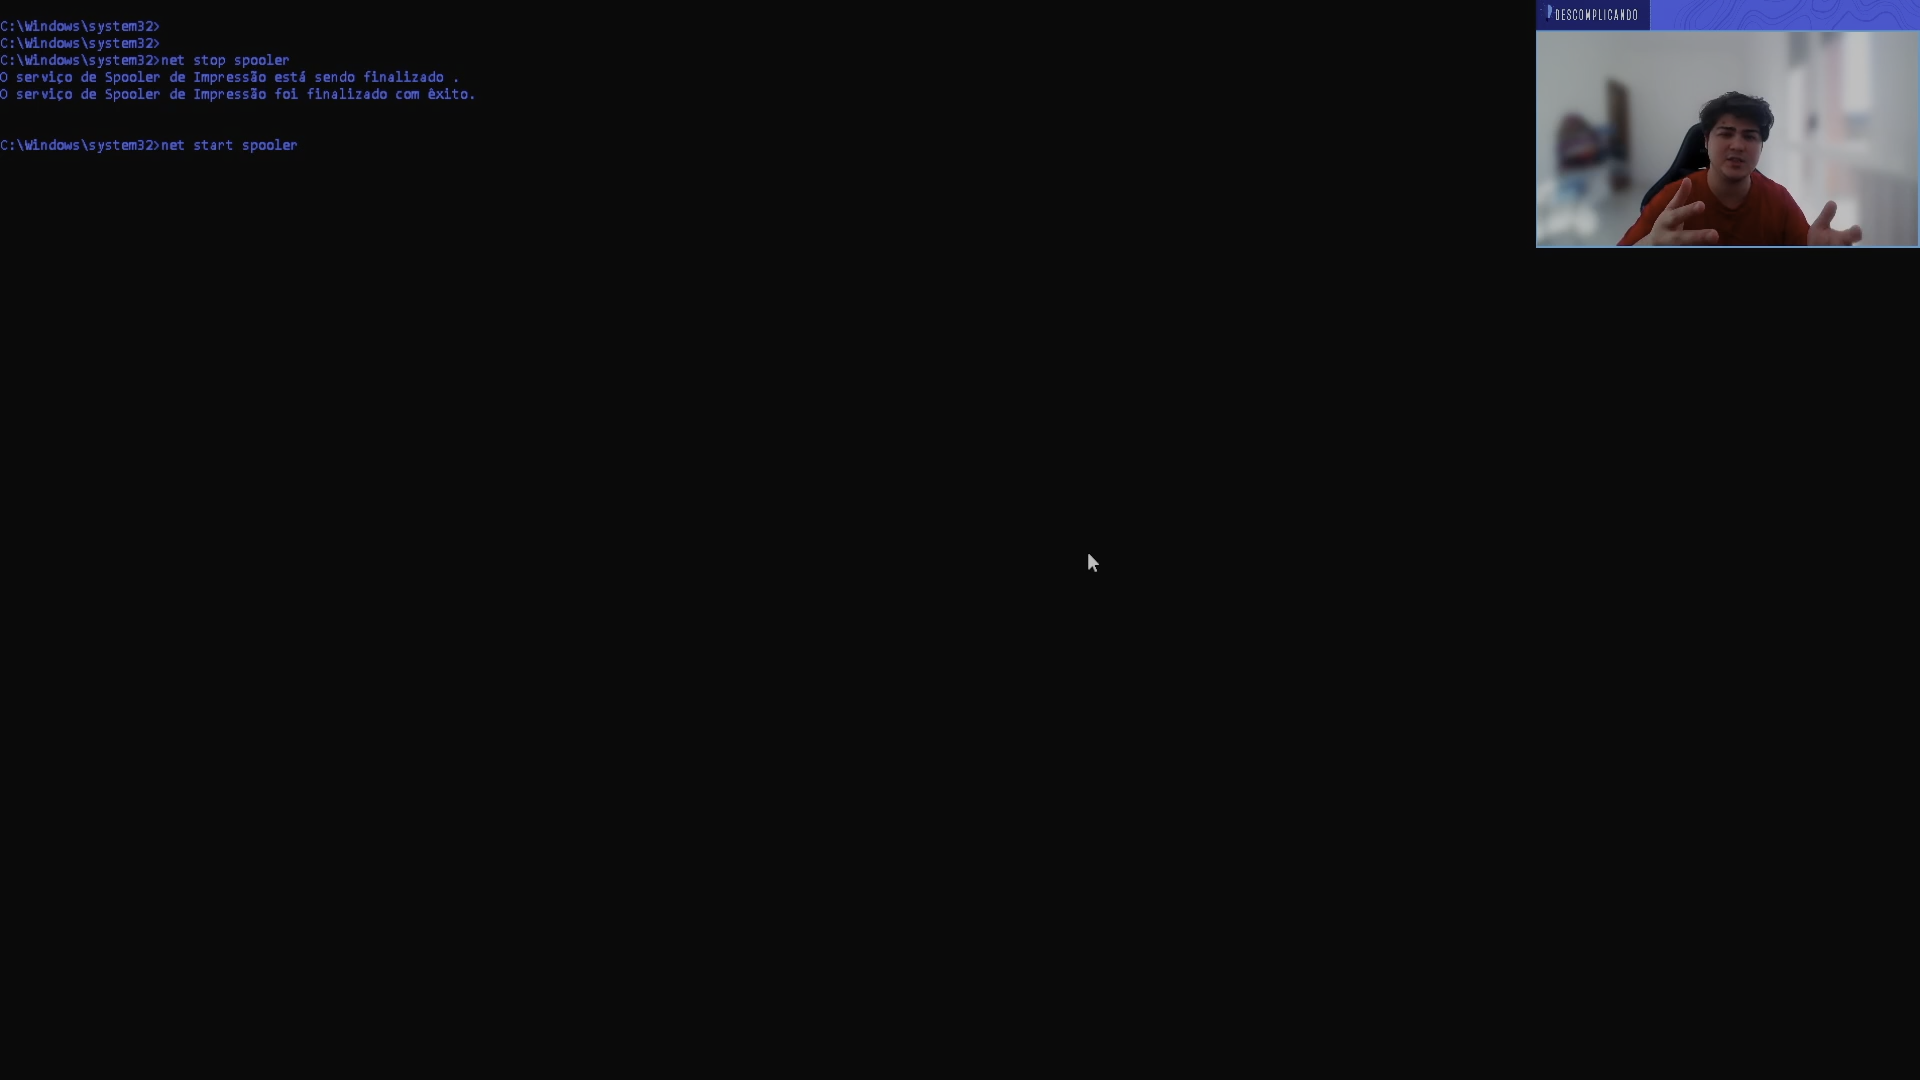 C:\Windows\system32>
C:\Windows\system32>
C:\Windows\system32>net stop spooler
O serviço de Spooler de Impressão está sendo finalizado .
O serviço de Spooler de Impressão foi finalizado com êxito.
C:\Windows\system32>net start spooler
DESCOMPLICANDO